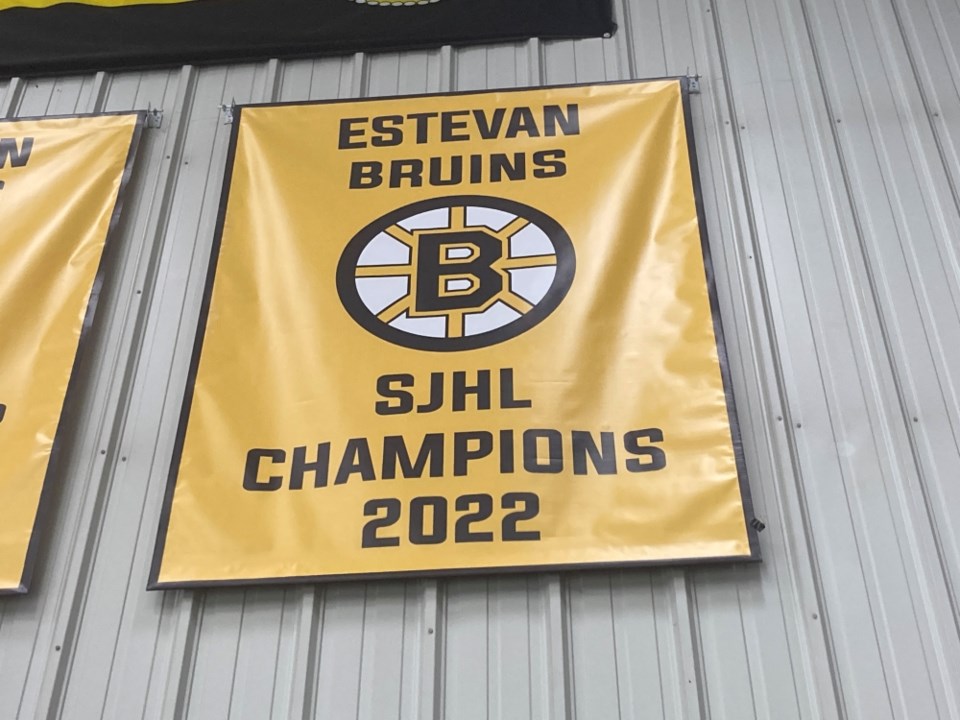 ESTEVAN
BRUINS
B
SJHL
CHAMPIONS
2022